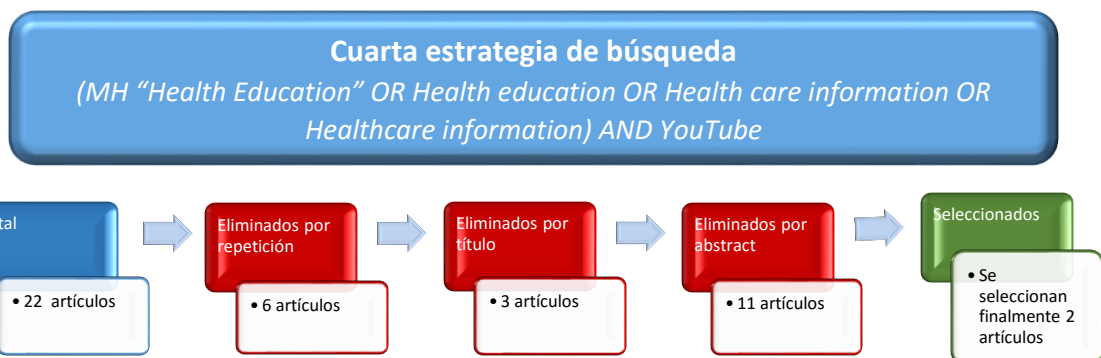 Cuarta estrategia de búsqueda
(MH “Health Education” OR Health education OR Health care information OR
Healthcare information) AND YouTube
tal
• 22 artículos
Eliminados por
repetición
• 6 artículos
Eliminados por
título
• 3 artículos
Eliminados por
abstract
• 11 artículos
Seleccionados
• Se
seleccionan
finalmente 2
artículos